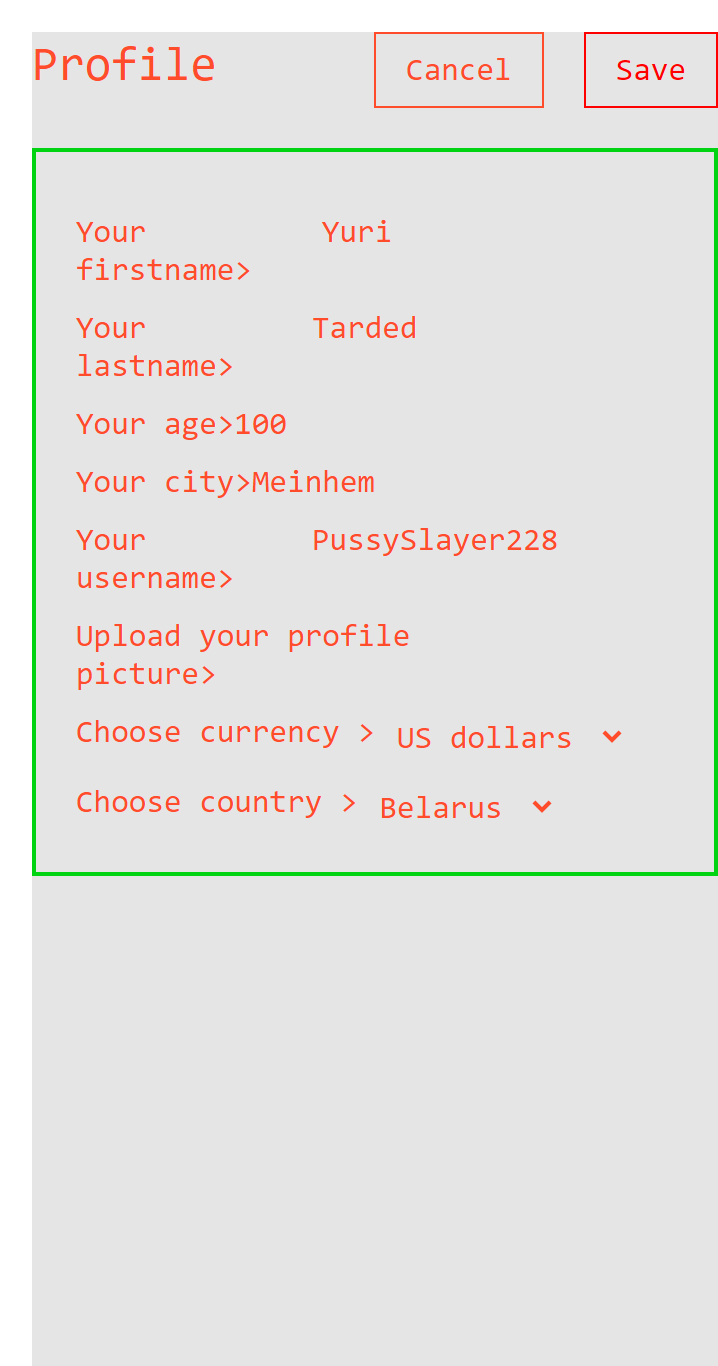 Profile
Cancel
Save
Your Yuri
firstname>
Your Tarded
lastname>
Your age>100
Your city>Meinhem
Your PussySlayer228
username>
Upload your profile
picture>
Choose currency > US dollars
Choose country > Belarus